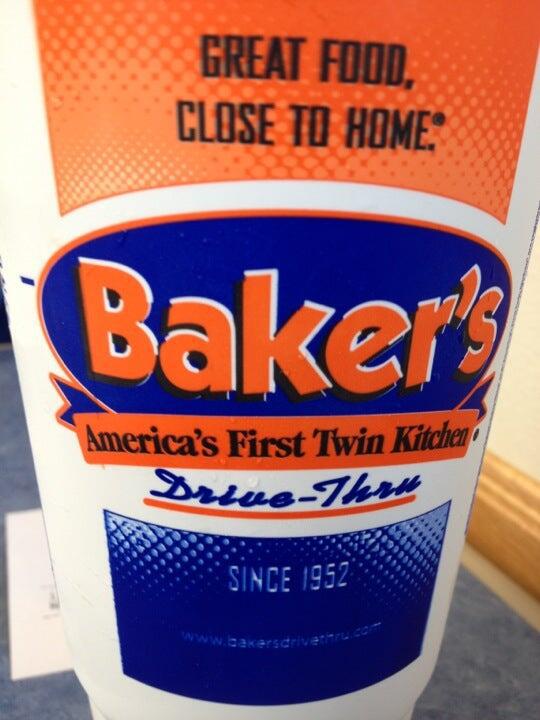 GREAT FOOD,
CLOSE TO HOME.®
Baker's
America's First Twin Kitchen
Drive-Thru
SINCE 1952
www.bakersdrivethru.com